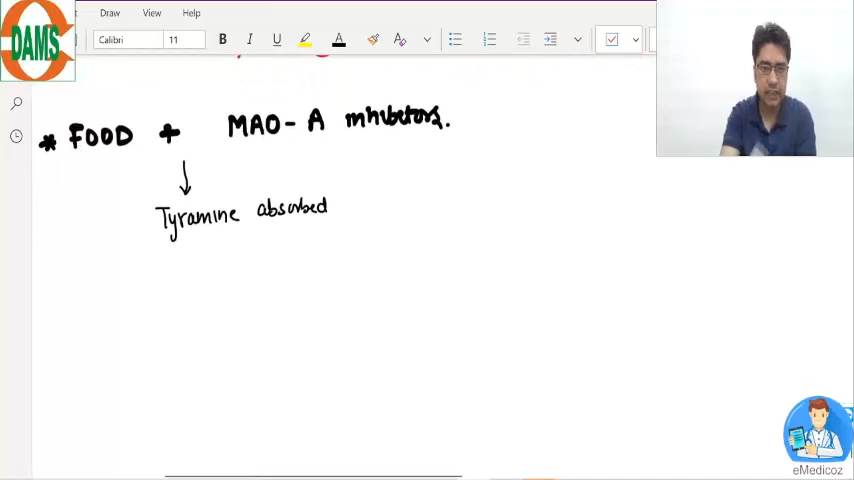 DAMS
Draw View Help
Calibri 11 B I U A A
* FOOD + MAO-A inhibitors.
↓
Tyramine absorbed
eMedicoz